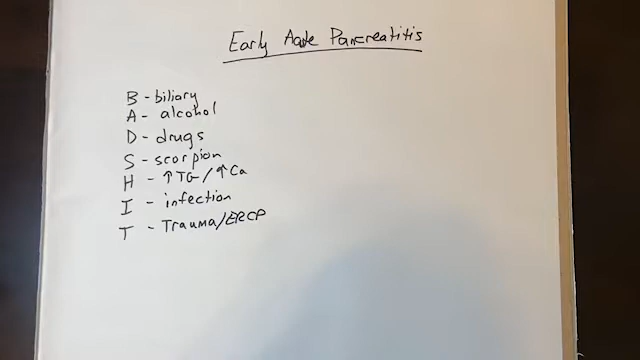 Early Acute Pancreatitis
B - biliary
A - alcohol
D - drugs
S - scorpion
H - ↑TG/↑Ca
I - infection
T - Trauma/ERCP